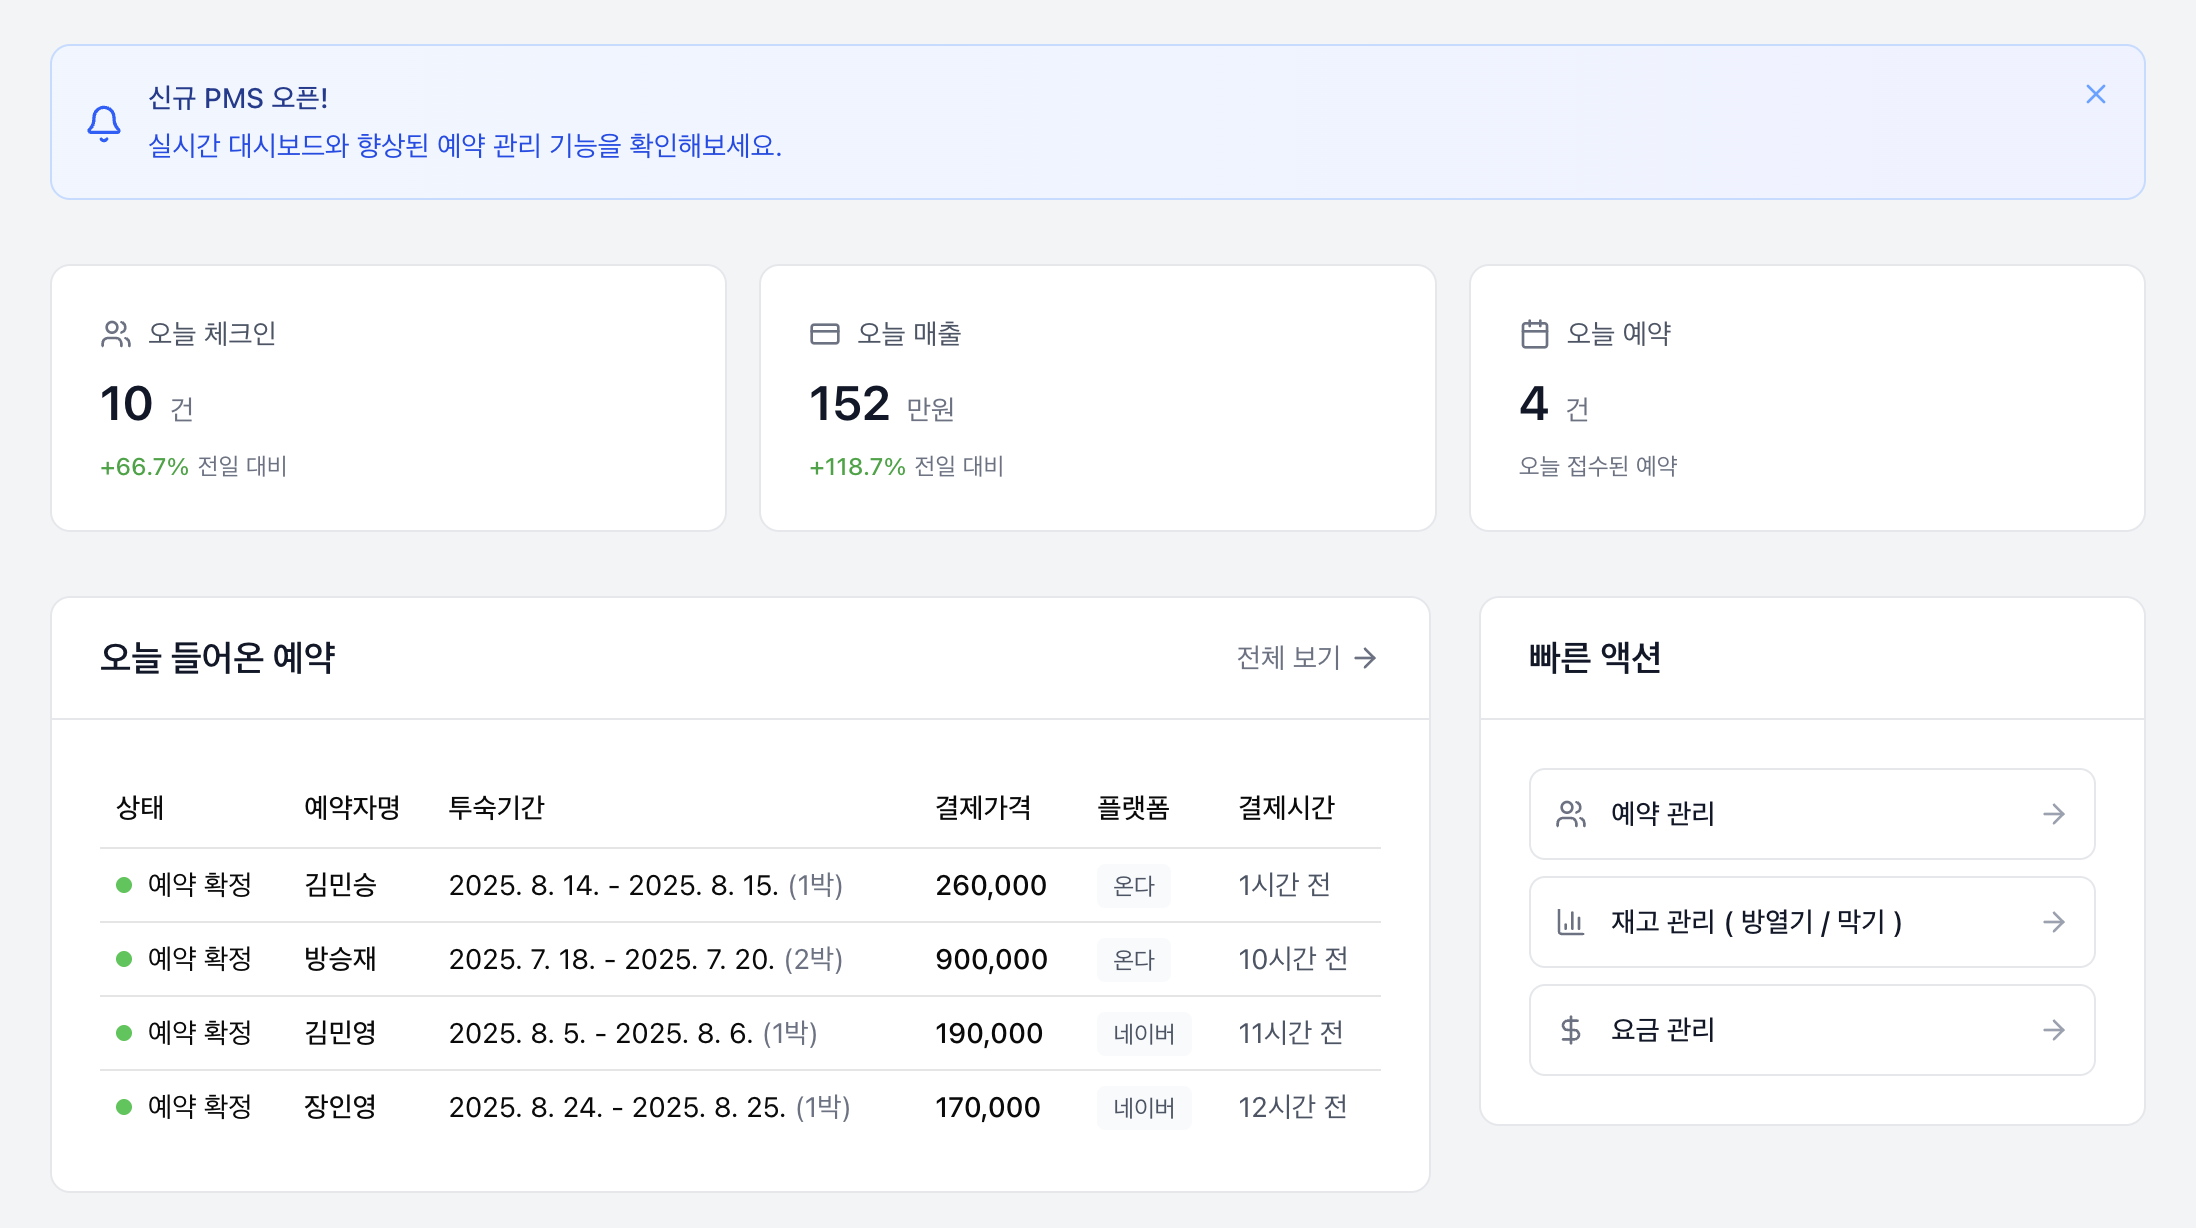 신규 PMS 오픈!
실시간 대시보드와 향상된 예약 관리 기능을 확인해보세요.
오늘 체크인
10 건
+66.7% 전일 대비
오늘 매출
152 만원
+118.7% 전일 대비
오늘 예약
4 건
오늘 접수된 예약
오늘 들어온 예약
전체 보기 →
상태 예약자명 투숙기간 결제가격 플랫폼 결제시간
예약 확정 김민승 2025. 8. 14. - 2025. 8. 15. (1박) 260,000 온다 1시간 전
예약 확정 방승재 2025. 7. 18. - 2025. 7. 20. (2박) 900,000 온다 10시간 전
예약 확정 김민영 2025. 8. 5. - 2025. 8. 6. (1박) 190,000 네이버 11시간 전
예약 확정 장인영 2025. 8. 24. - 2025. 8. 25. (1박) 170,000 네이버 12시간 전
빠른 액션
예약 관리
재고 관리 ( 방열기 / 막기 )
요금 관리